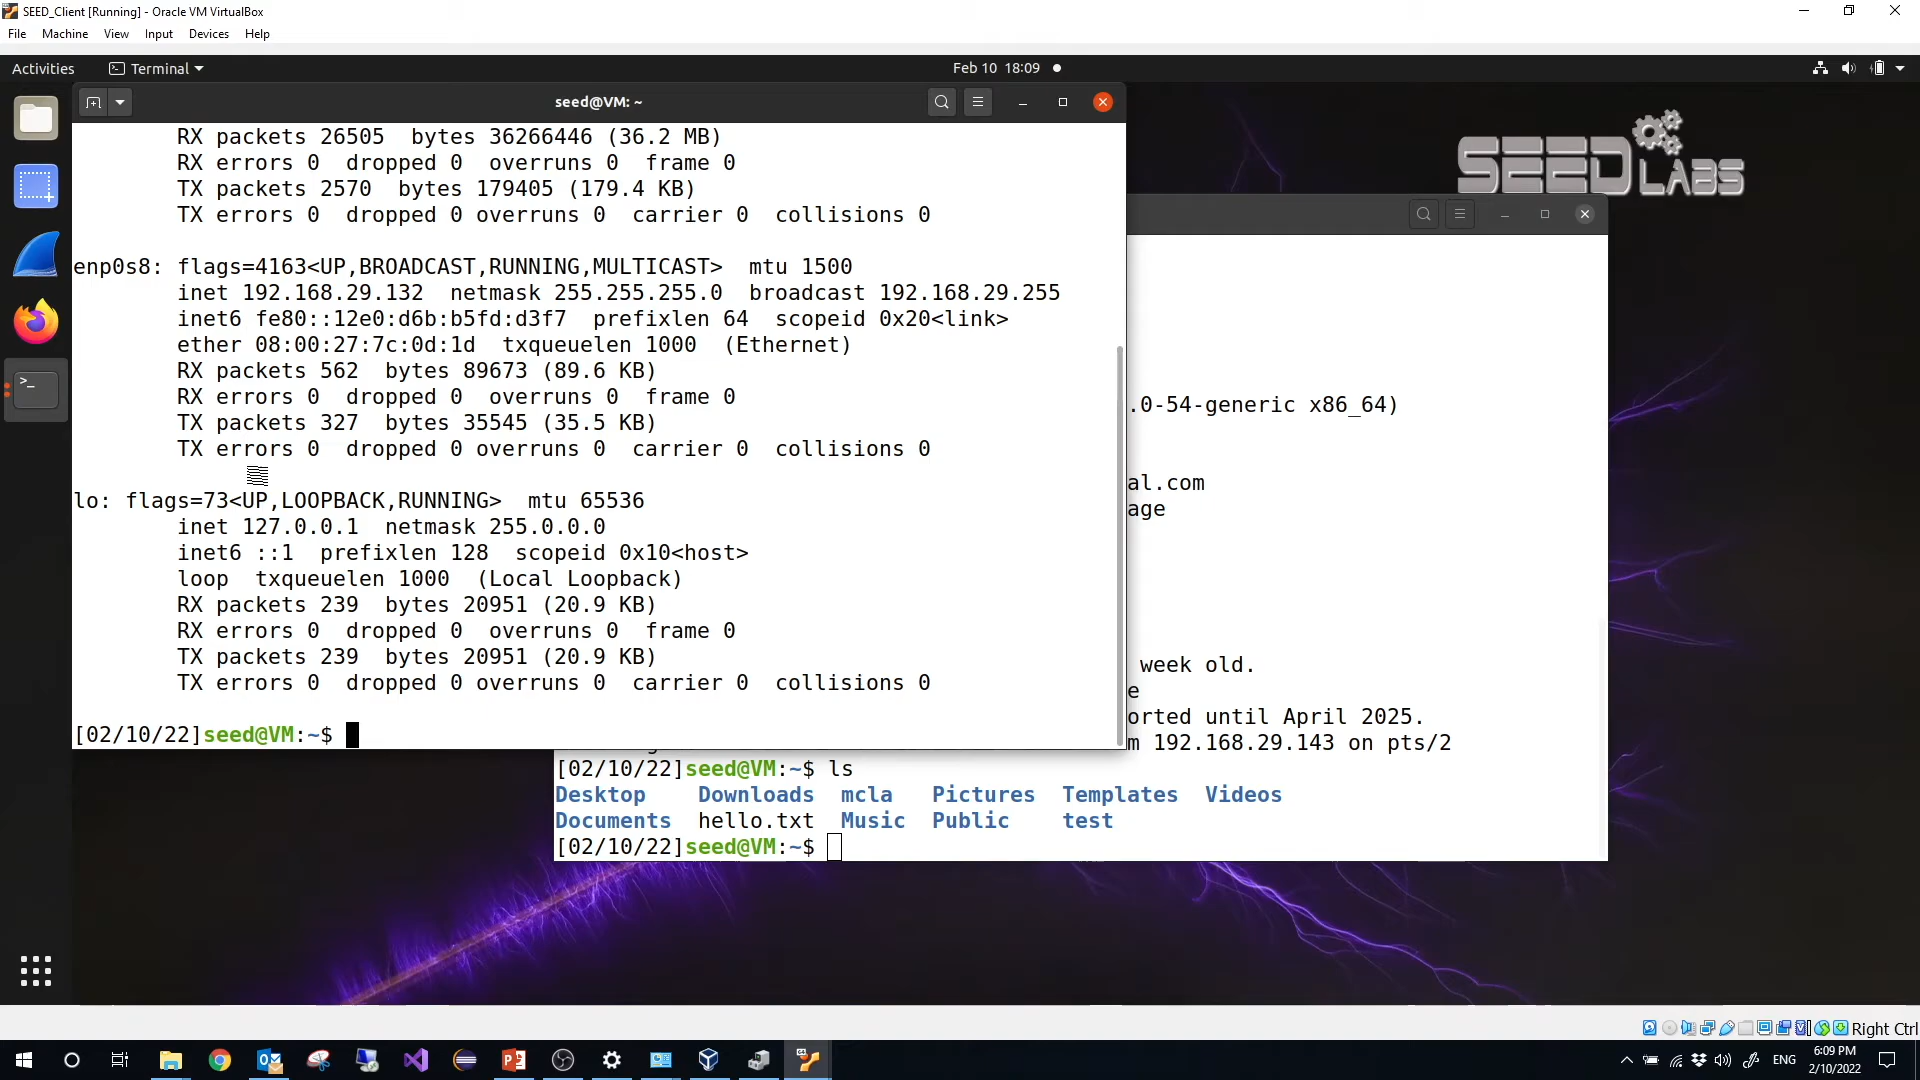 SEED_Client [Running] - Oracle VM VirtualBox
File Machine View Input Devices Help
Activities Terminal Feb 10 18:09
seed@VM: ~
RX packets 26505 bytes 36266446 (36.2 MB)
RX errors 0 dropped 0 overruns 0 frame 0
TX packets 2570 bytes 179405 (179.4 KB)
TX errors 0 dropped 0 overruns 0 carrier 0 collisions 0
enp0s8: flags=4163<UP,BROADCAST,RUNNING,MULTICAST> mtu 1500
inet 192.168.29.132 netmask 255.255.255.0 broadcast 192.168.29.255
inet6 fe80::12e0:d6b:b5fd:d3f7 prefixlen 64 scopeid 0x20<link>
ether 08:00:27:7c:0d:1d txqueuelen 1000 (Ethernet)
RX packets 562 bytes 89673 (89.6 KB)
RX errors 0 dropped 0 overruns 0 frame 0
TX packets 327 bytes 35545 (35.5 KB)
TX errors 0 dropped 0 overruns 0 carrier 0 collisions 0
lo: flags=73<UP,LOOPBACK,RUNNING> mtu 65536
inet 127.0.0.1 netmask 255.0.0.0
inet6 ::1 prefixlen 128 scopeid 0x10<host>
loop txqueuelen 1000 (Local Loopback)
RX packets 239 bytes 20951 (20.9 KB)
RX errors 0 dropped 0 overruns 0 frame 0
TX packets 239 bytes 20951 (20.9 KB)
TX errors 0 dropped 0 overruns 0 carrier 0 collisions 0
[02/10/22]seed@VM:~$
SEED LABS
.0-54-generic x86_64)
al.com
age
week old.
e
orted until April 2025.
m 192.168.29.143 on pts/2
[02/10/22]seed@VM:~$ ls
Desktop Downloads mcla Pictures Templates Videos
Documents hello.txt Music Public test
[02/10/22]seed@VM:~$
Right Ctrl
ENG
6:09 PM
2/10/2022